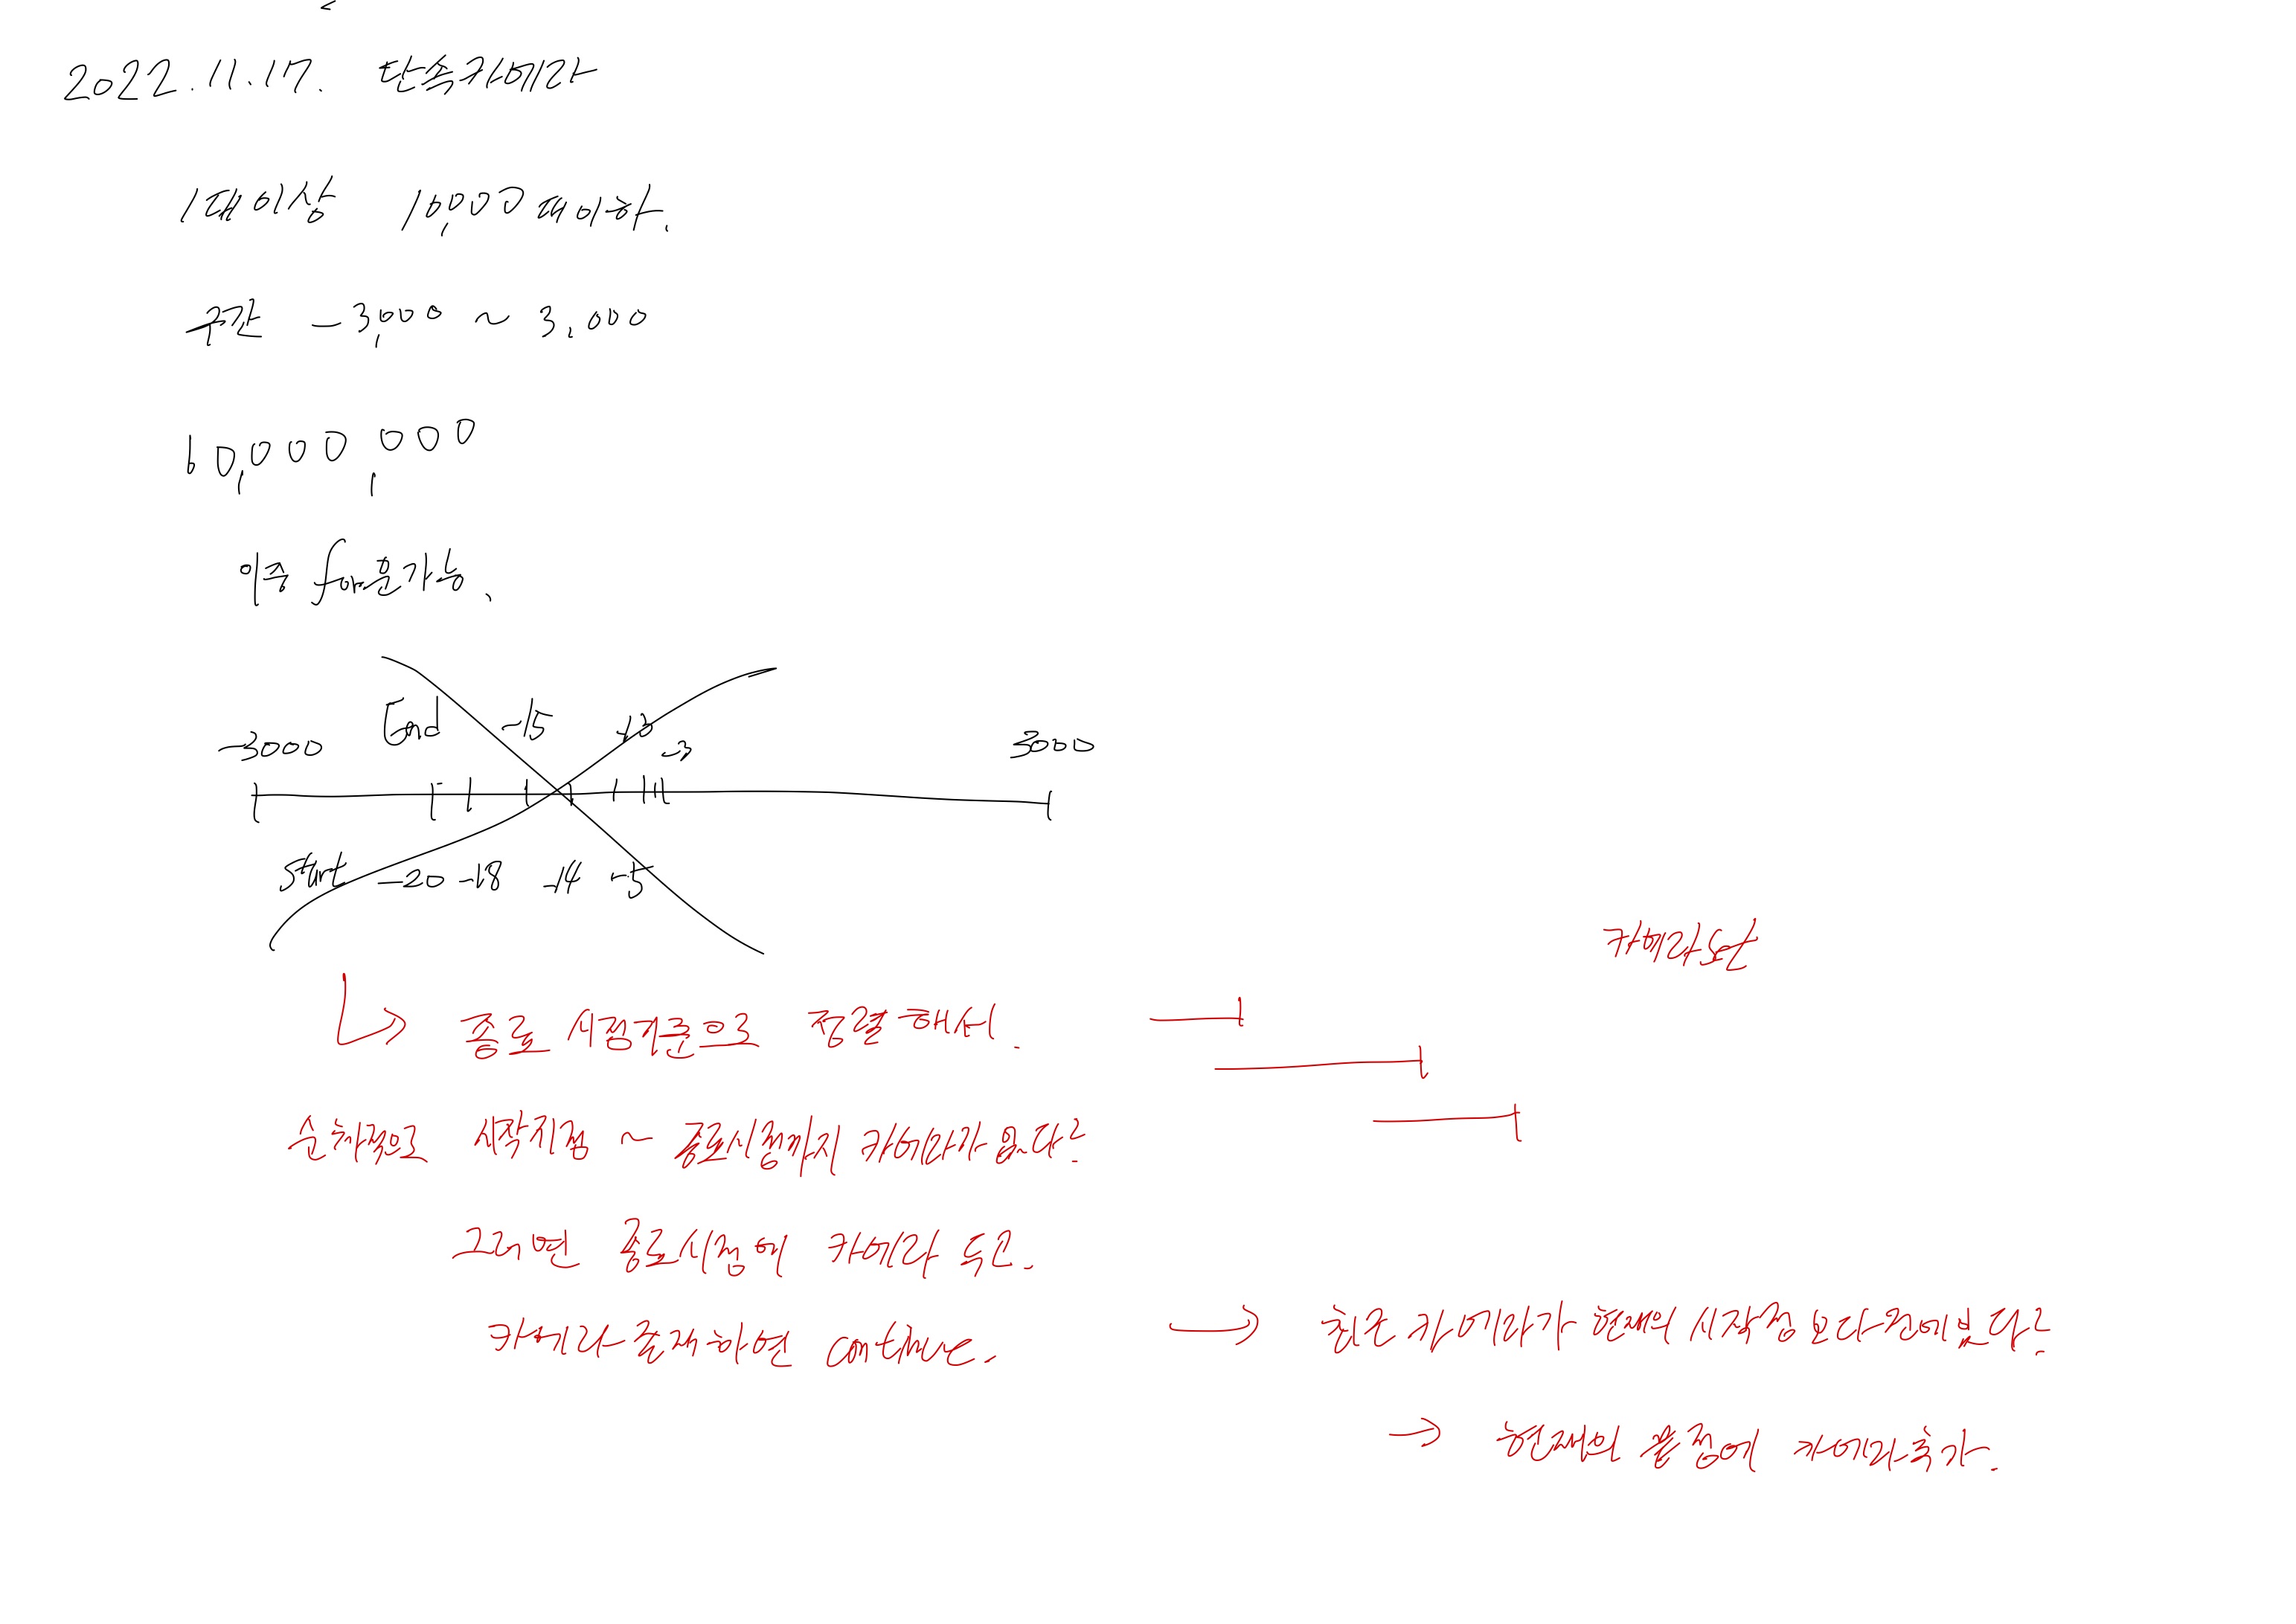 2022.11.17. 단속카메라
1대이상 10,000대이하.
구간 -3,000 ~ 3,000
60,000,000
이중 for문가능.
End -15 -13
-3000 -3 3000
start -20 -18 -14 -5
카메라
종료 시점기준으로 정렬 해서.
순차적으로 시작지점 ~ 종료시점까지 카메라가 없다?
그러면 종료시점에 카메라 두고.
카메라 존재하면 continue. → 최근 카메라가 현재의 시작점 보다 전에 있다?
→ 현재의 끝점에 카메라 추가.